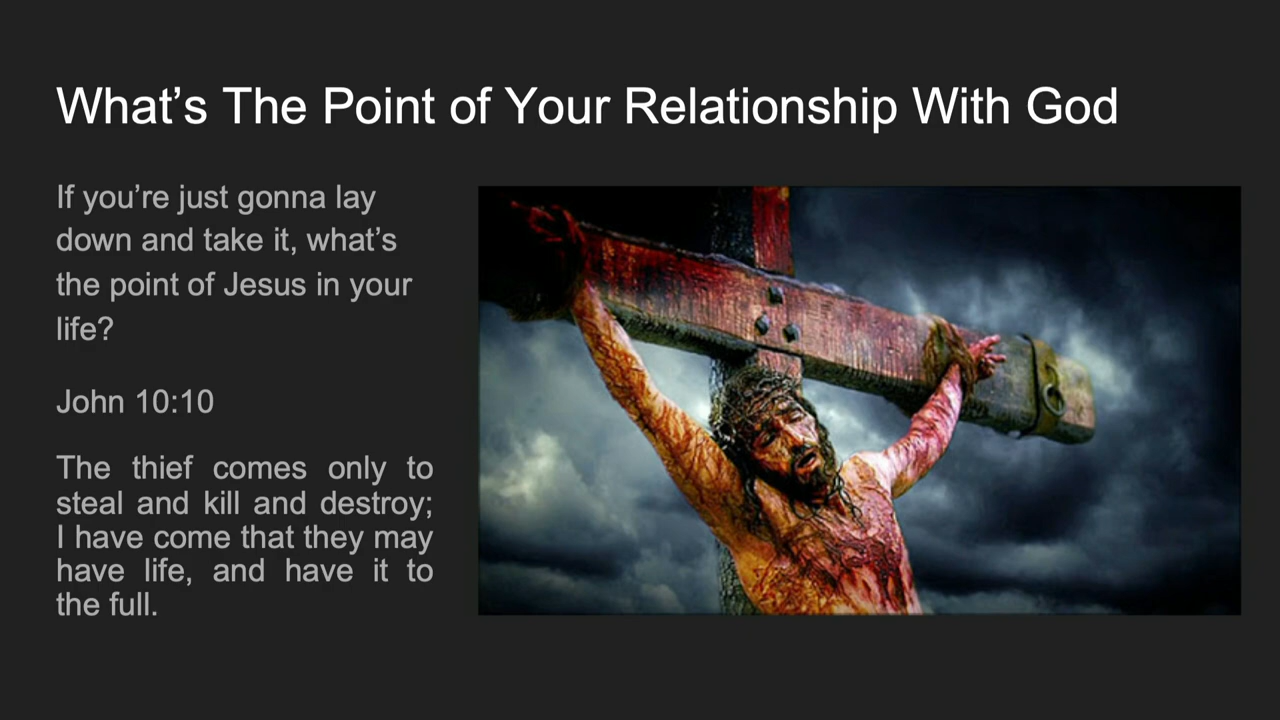 What’s The Point of Your Relationship With God
If you’re just gonna lay
down and take it, what’s
the point of Jesus in your
life?
John 10:10
The thief comes only to
steal and kill and destroy;
I have come that they may
have life, and have it to
the full.